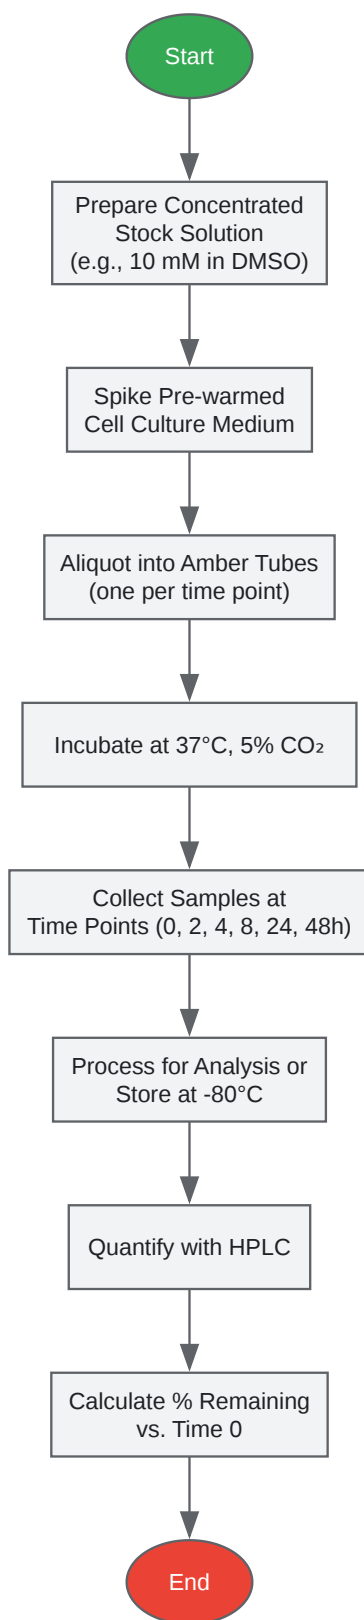 Start
Prepare Concentrated
Stock Solution
(e.g., 10 mM in DMSO)
Spike Pre-warmed
Cell Culture Medium
Aliquot into Amber Tubes
(one per time point)
Incubate at 37°C, 5% CO₂
Collect Samples at
Time Points (0, 2, 4, 8, 24, 48h)
Process for Analysis or
Store at -80°C
Quantify with HPLC
Calculate % Remaining
vs. Time 0
End